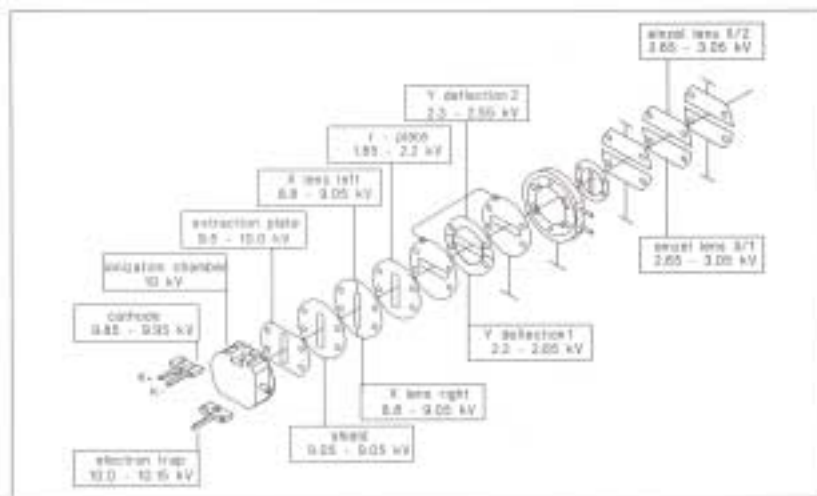 einzel lens X/2
2.65 - 3.05 kV
Y deflection 2
2.3 - 2.55 kV
z - plate
1.85 - 2.2 kV
X lens left
8.8 - 9.05 kV
extraction plate
9.5 - 10.0 kV
ionization chamber
10 kV
cathode
9.85 - 9.95 kV
einzel lens X/1
2.65 - 3.05 kV
Y deflection 1
2.3 - 2.65 kV
X lens right
8.8 - 9.05 kV
shield
9.05 - 9.05 kV
electron trap
10.0 - 10.15 kV